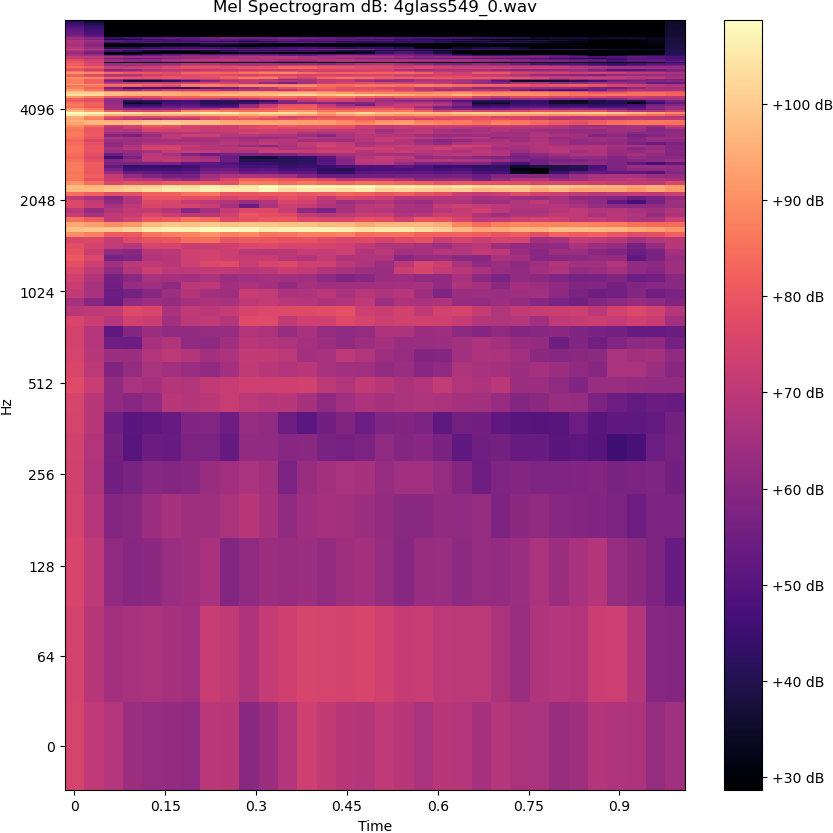 Mel Spectrogram dB: 4glass549_0.wav
4096
2048
1024
512
256
128
64
0
Hz
0 0.15 0.3 0.45 0.6 0.75 0.9
Time
+100 dB
+90 dB
+80 dB
+70 dB
+60 dB
+50 dB
+40 dB
+30 dB